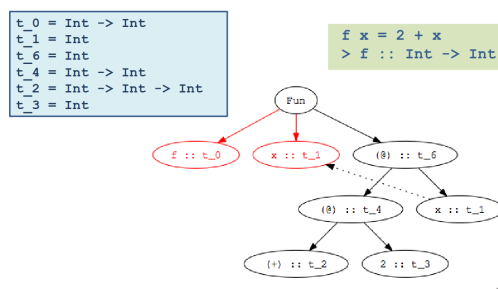 t_0 = Int -> Int
t_1 = Int
t_6 = Int
t_4 = Int -> Int
t_2 = Int -> Int -> Int
t_3 = Int
f x = 2 + x
> f :: Int -> Int
Fun
f :: t_0
x :: t_1
(@) :: t_6
(@) :: t_4
x :: t_1
(+) :: t_2
2 :: t_3